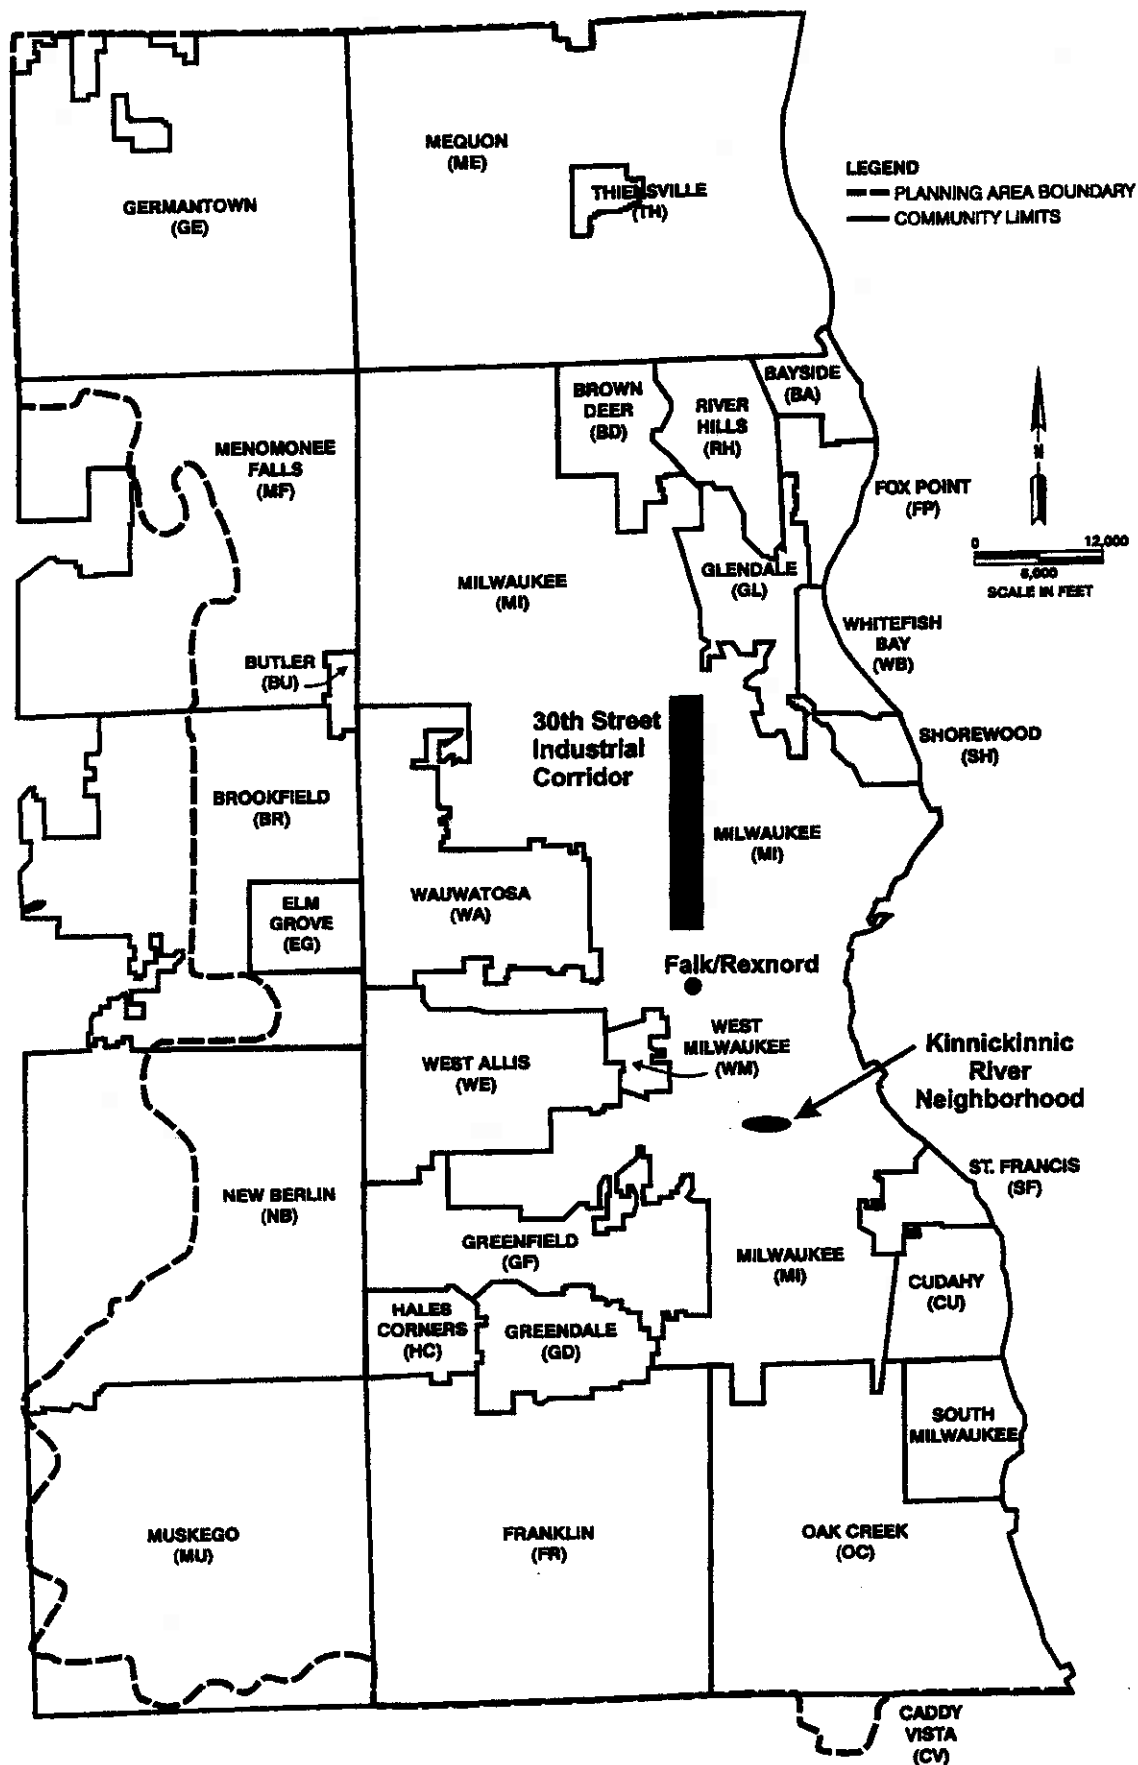 MEQUON
(ME)
LEGEND
PLANNING AREA BOUNDARY
COMMUNITY LIMITS
THIENSVILLE
(TH)
GERMANTOWN
(GE)
BAYSIDE
(BA)
BROWN
DEER
(BD)
RIVER
HILLS
(RH)
MENOMONEE
FALLS
(MF)
N
FOX POINT
(FP)
0 12,000
6,000
SCALE IN FEET
MILWAUKEE
(MI)
GLENDALE
(GL)
WHITEFISH
BAY
(WB)
BUTLER
(BU)
30th Street
Industrial
Corridor
SHOREWOOD
(SH)
BROOKFIELD
(BR)
MILWAUKEE
(MI)
ELM
GROVE
(EG)
WAUWATOSA
(WA)
Falk/Rexnord
WEST
MILWAUKEE
(WM)
WEST ALLIS
(WE)
Kinnickinnic
River
Neighborhood
ST. FRANCIS
(SF)
NEW BERLIN
(NB)
GREENFIELD
(GF)
MILWAUKEE
(MI)
CUDAHY
(CU)
HALES
CORNERS
(HC)
GREENDALE
(GD)
SOUTH
MILWAUKEE
MUSKEGO
(MU)
FRANKLIN
(FR)
OAK CREEK
(OC)
CADDY
VISTA
(CV)